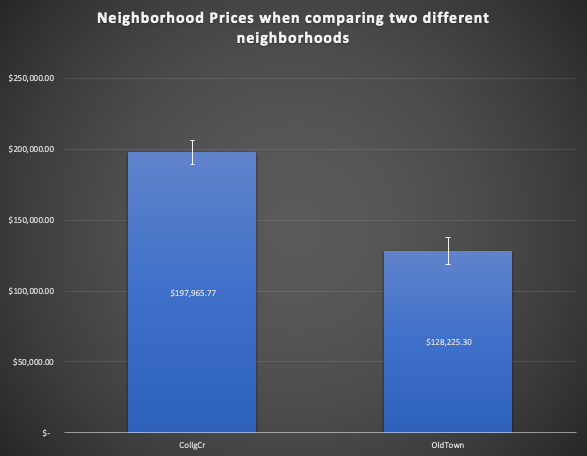 Neighborhood Prices when comparing two different
neighborhoods
$250,000.00
$200,000.00
$150,000.00
$100,000.00
$50,000.00
$-
$197,965.77
$128,225.30
CollgCr
OldTown